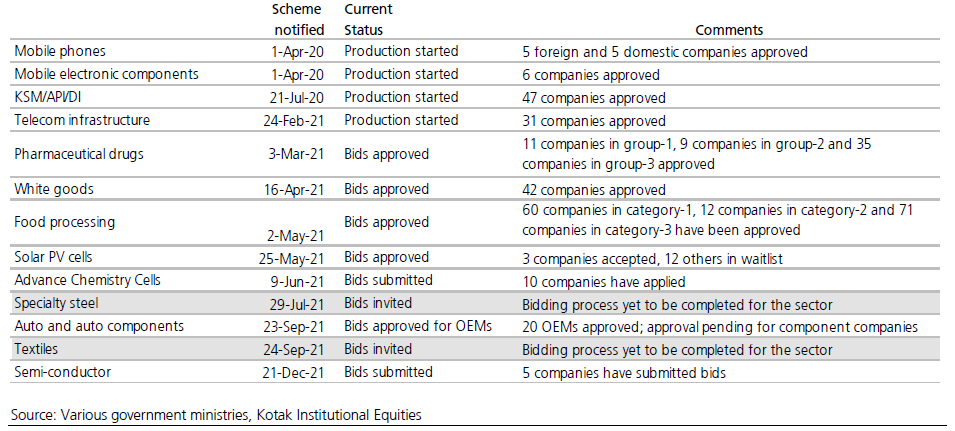 Scheme Current
notified Status Comments
Mobile phones 1-Apr-20 Production started 5 foreign and 5 domestic companies approved
Mobile electronic components 1-Apr-20 Production started 6 companies approved
KSM/API/DI 21-Jul-20 Production started 47 companies approved
Telecom infrastructure 24-Feb-21 Production started 31 companies approved
Pharmaceutical drugs 3-Mar-21 Bids approved 11 companies in group-1, 9 companies in group-2 and 35
companies in group-3 approved
White goods 16-Apr-21 Bids approved 42 companies approved
Food processing 2-May-21 Bids approved 60 companies in category-1, 12 companies in category-2 and 71
companies in category-3 have been approved
Solar PV cells 25-May-21 Bids approved 3 companies accepted, 12 others in waitlist
Advance Chemistry Cells 9-Jun-21 Bids submitted 10 companies have applied
Specialty steel 29-Jul-21 Bids invited Bidding process yet to be completed for the sector
Auto and auto components 23-Sep-21 Bids approved for OEMs 20 OEMs approved; approval pending for component companies
Textiles 24-Sep-21 Bids invited Bidding process yet to be completed for the sector
Semi-conductor 21-Dec-21 Bids submitted 5 companies have submitted bids
Source: Various government ministries, Kotak Institutional Equities